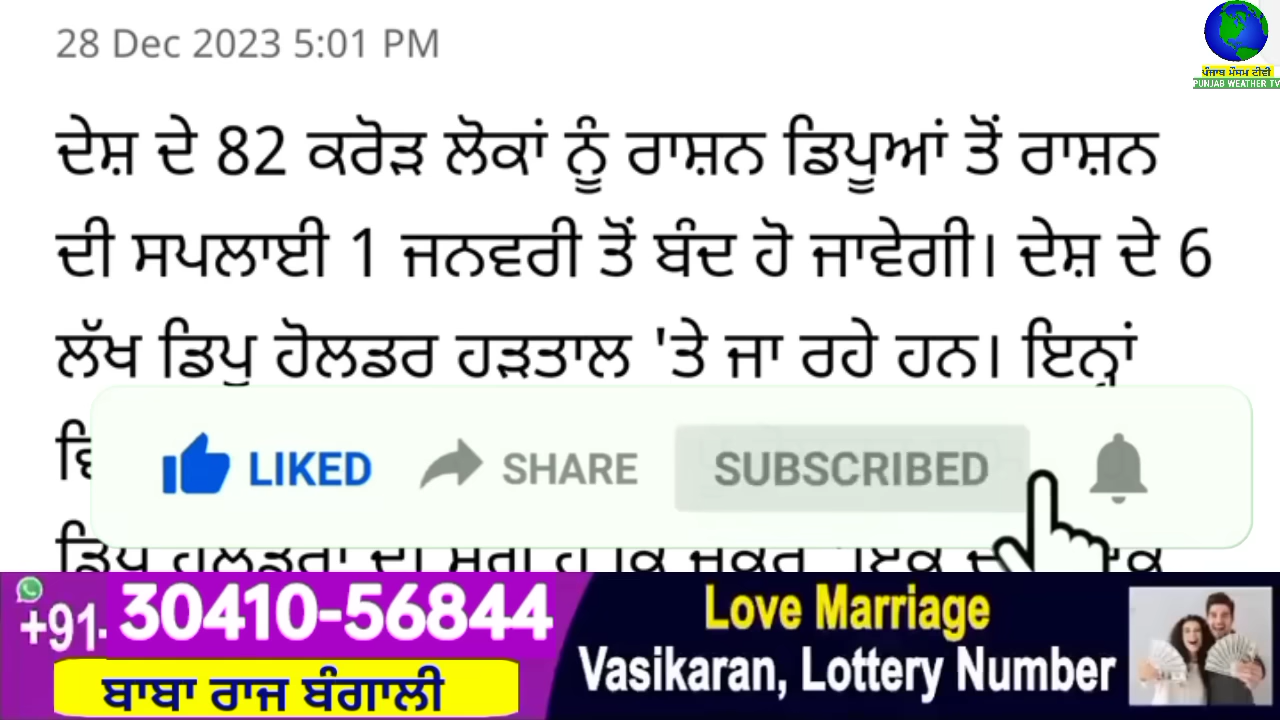 28 Dec 2023 5:01 PM
ਪੰਜਾਬ ਮੌਸਮ ਟੀਵੀ
PUNJAB WEATHER TV
ਦੇਸ਼ ਦੇ 82 ਕਰੋੜ ਲੋਕਾਂ ਨੂੰ ਰਾਸ਼ਨ ਡਿਪੂਆਂ ਤੋਂ ਰਾਸ਼ਨ
ਦੀ ਸਪਲਾਈ 1 ਜਨਵਰੀ ਤੋਂ ਬੰਦ ਹੋ ਜਾਵੇਗੀ। ਦੇਸ਼ ਦੇ 6
ਲੱਖ ਡਿਪੂ ਹੋਲਡਰ ਹੜਤਾਲ 'ਤੇ ਜਾ ਰਹੇ ਹਨ। ਇਨ੍ਹਾਂ
LIKED SHARE SUBSCRIBED
+91- 30410-56844
ਬਾਬਾ ਰਾਜ ਬੰਗਾਲੀ
Love Marriage
Vasikaran, Lottery Number